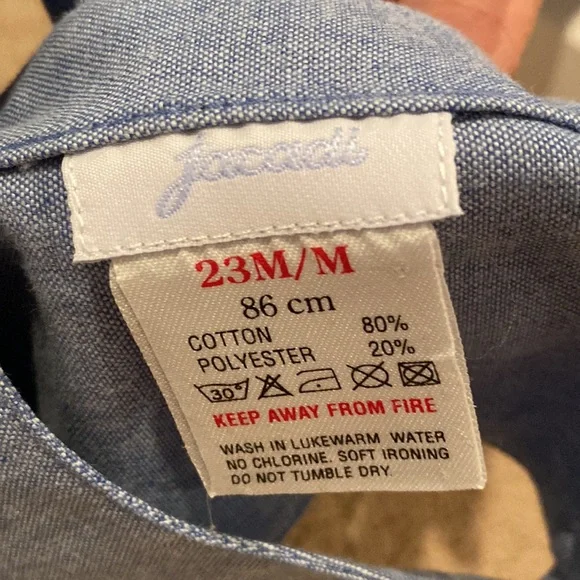 jacadi
23M/M
86 cm
COTTON 80%
POLYESTER 20%
30°
KEEP AWAY FROM FIRE
WASH IN LUKEWARM WATER
NO CHLORINE. SOFT IRONING
DO NOT TUMBLE DRY.